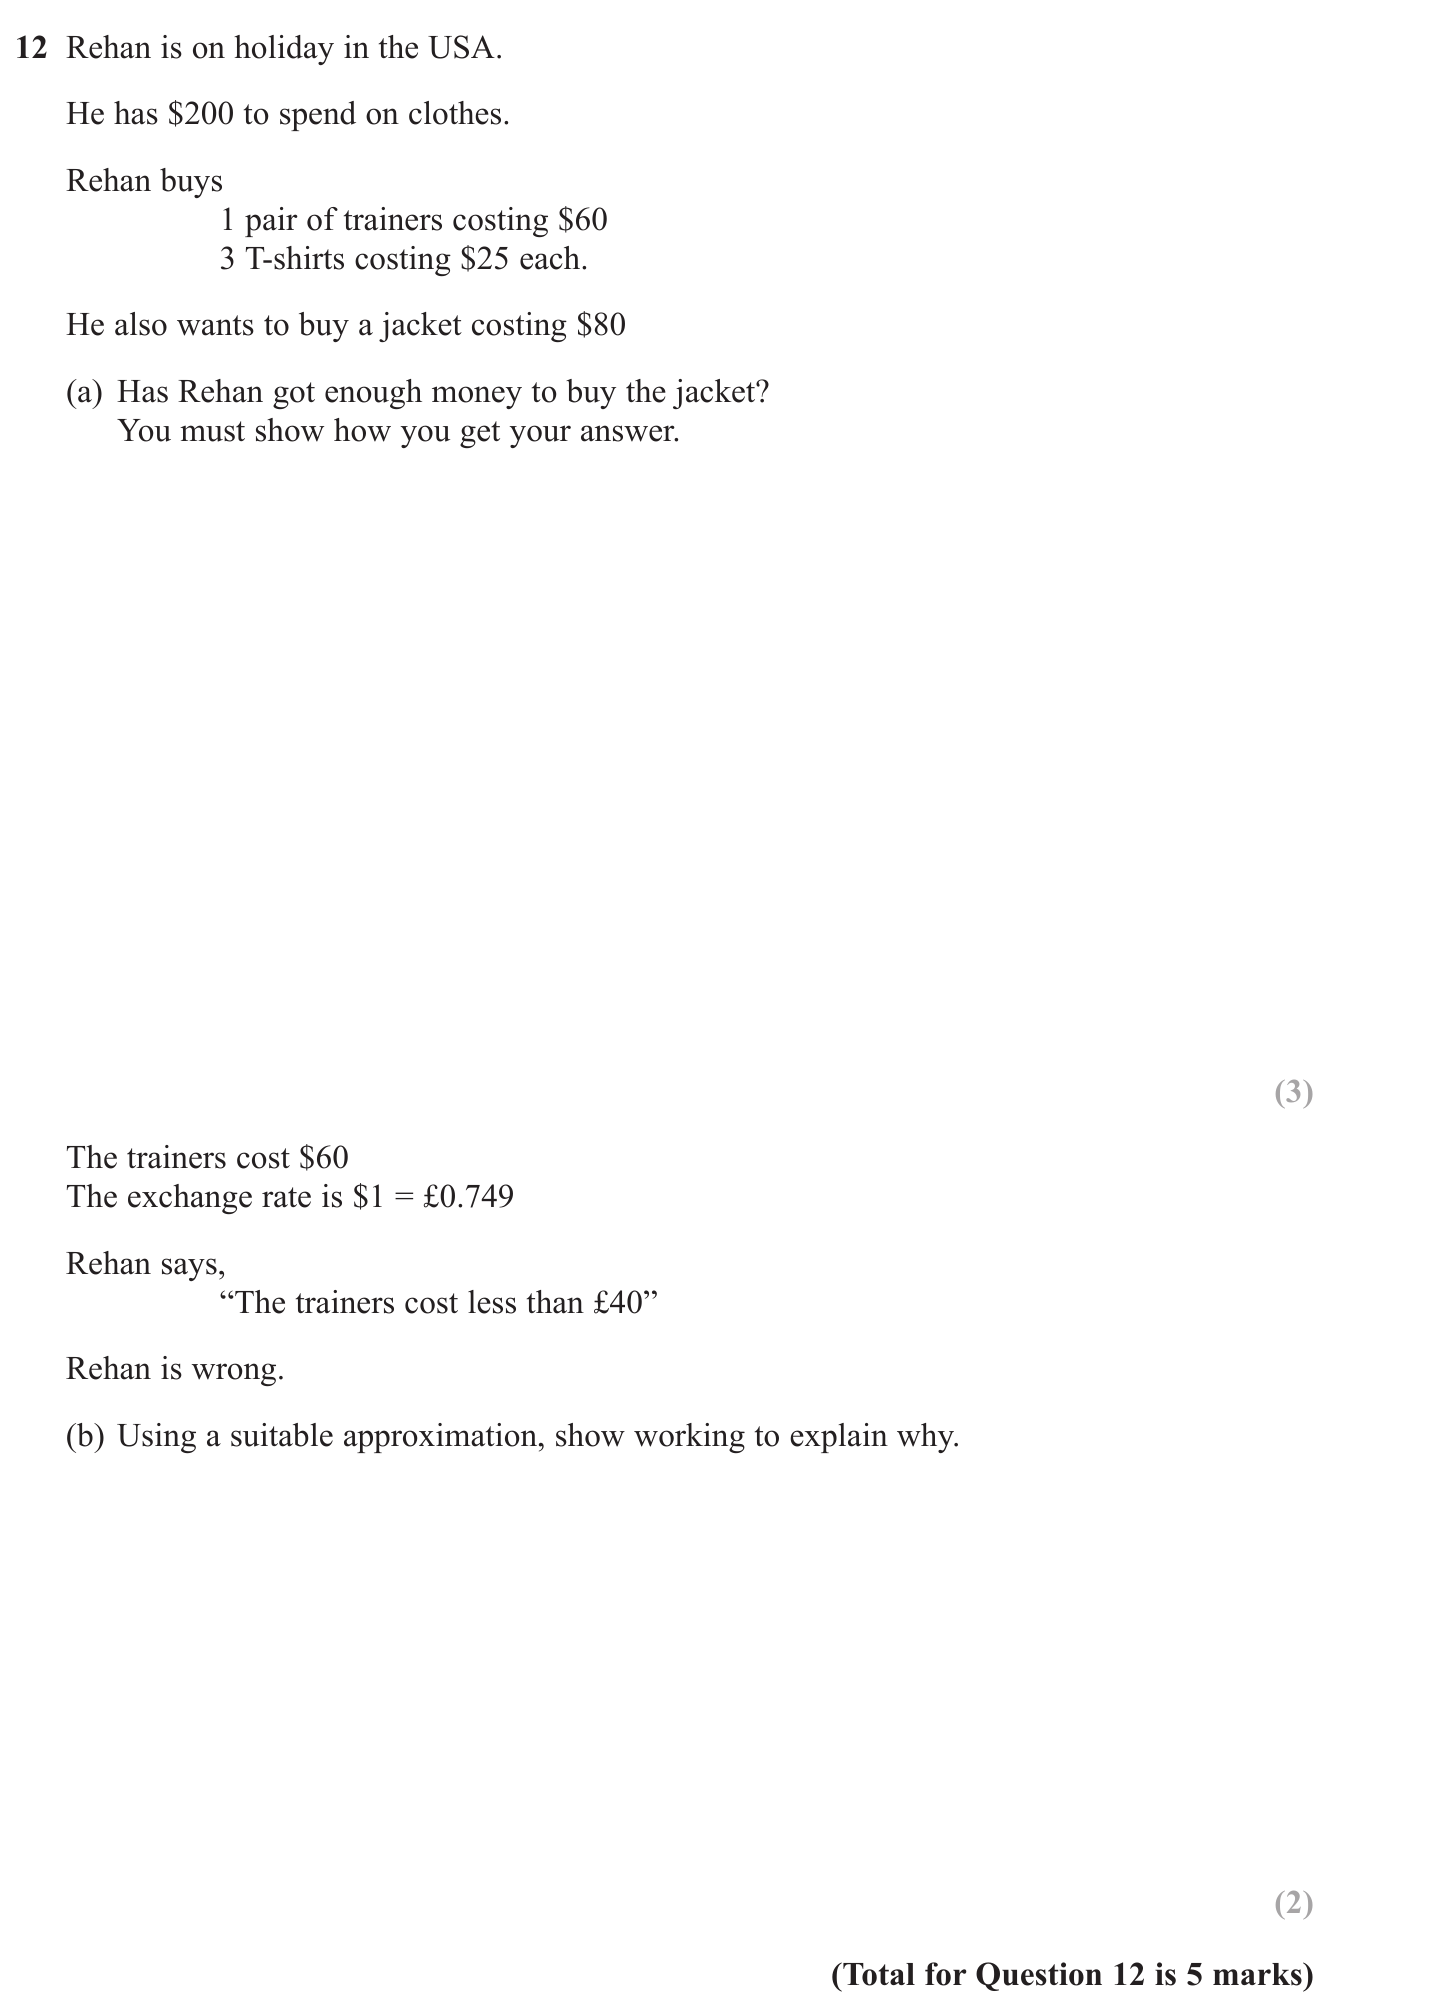 12 Rehan is on holiday in the USA.
He has $200 to spend on clothes.
Rehan buys
1 pair of trainers costing $60
3 T-shirts costing $25 each.
He also wants to buy a jacket costing $80
(a) Has Rehan got enough money to buy the jacket?
You must show how you get your answer.
(3)
The trainers cost $60
The exchange rate is $1 = £0.749
Rehan says,
“The trainers cost less than £40”
Rehan is wrong.
(b) Using a suitable approximation, show working to explain why.
(2)
(Total for Question 12 is 5 marks)